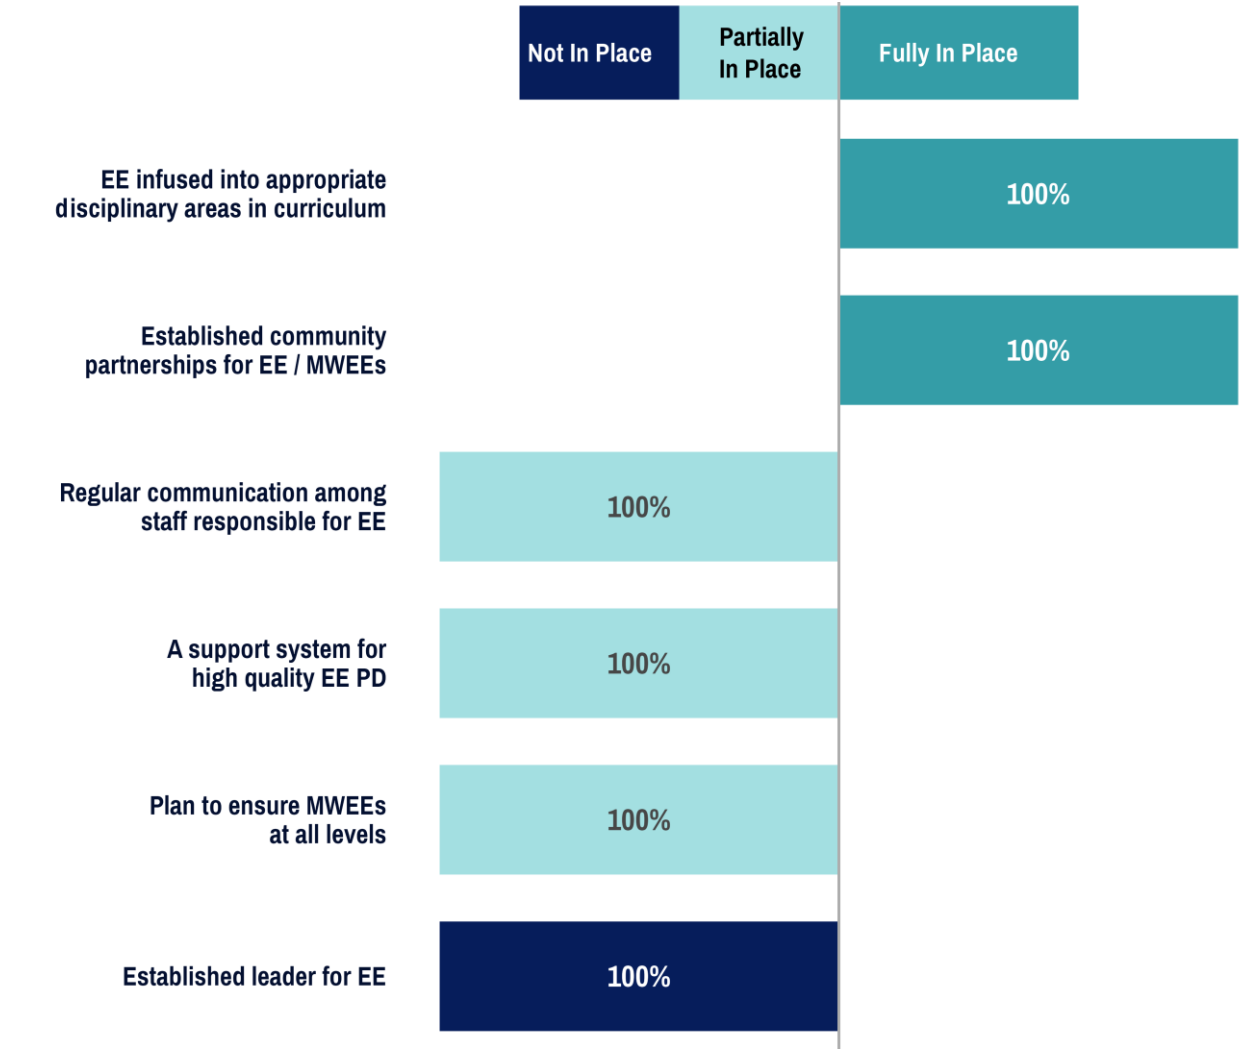 Not In Place
Partially
In Place
Fully In Place
EE infused into appropriate
disciplinary areas in curriculum
100%
Established community
partnerships for EE / MWEEs
100%
Regular communication among
staff responsible for EE
100%
A support system for
high quality EE PD
100%
Plan to ensure MWEEs
at all levels
100%
Established leader for EE
100%